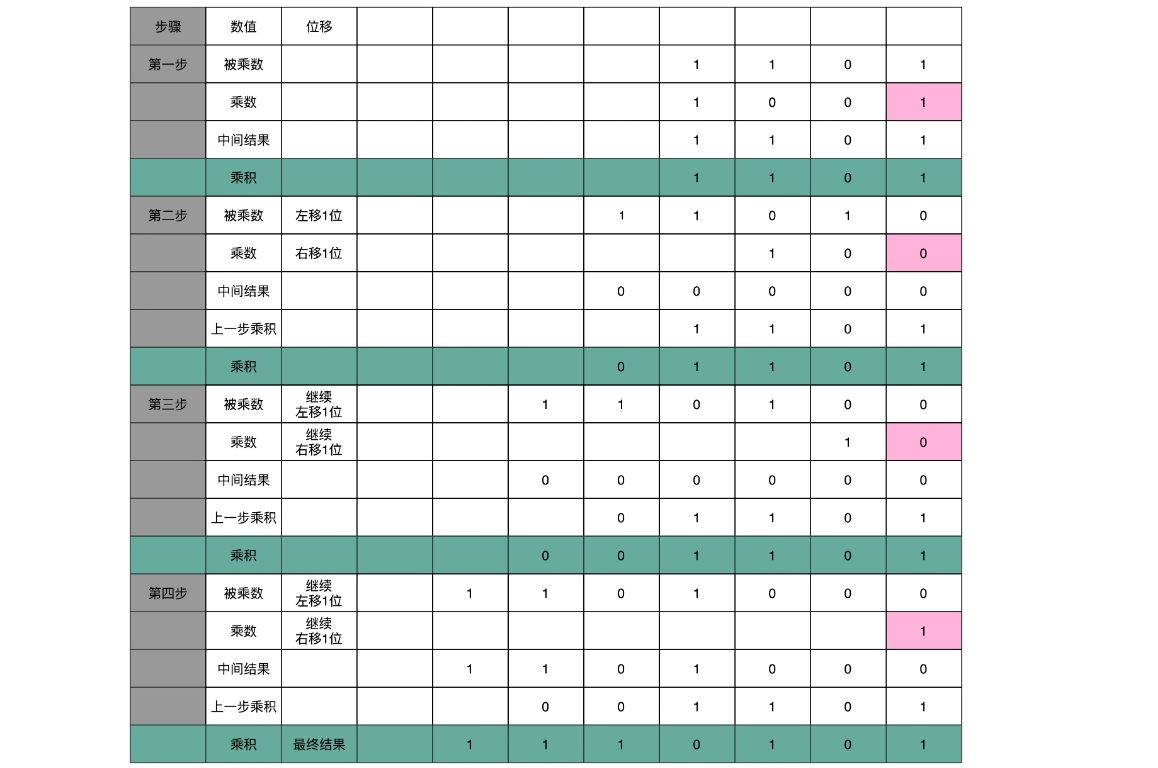 步骤 数值 位移
第一步 被乘数 1 1 0 1
乘数 1 0 0 1
中间结果 1 1 0 1
乘积 1 1 0 1
第二步 被乘数 左移1位 1 1 0 1 0
乘数 右移1位 1 0 0
中间结果 0 0 0 0 0
上一步乘积 1 1 0 1
乘积 0 1 1 0 1
第三步 被乘数 继续
左移1位 1 1 0 1 0 0
乘数 继续
右移1位 1 0
中间结果 0 0 0 0 0 0
上一步乘积 0 1 1 0 1
乘积 0 0 1 1 0 1
第四步 被乘数 继续
左移1位 1 1 0 1 0 0 0
乘数 继续
右移1位 1
中间结果 1 1 0 1 0 0 0
上一步乘积 0 0 1 1 0 1
乘积 最终结果 1 1 1 0 1 0 1